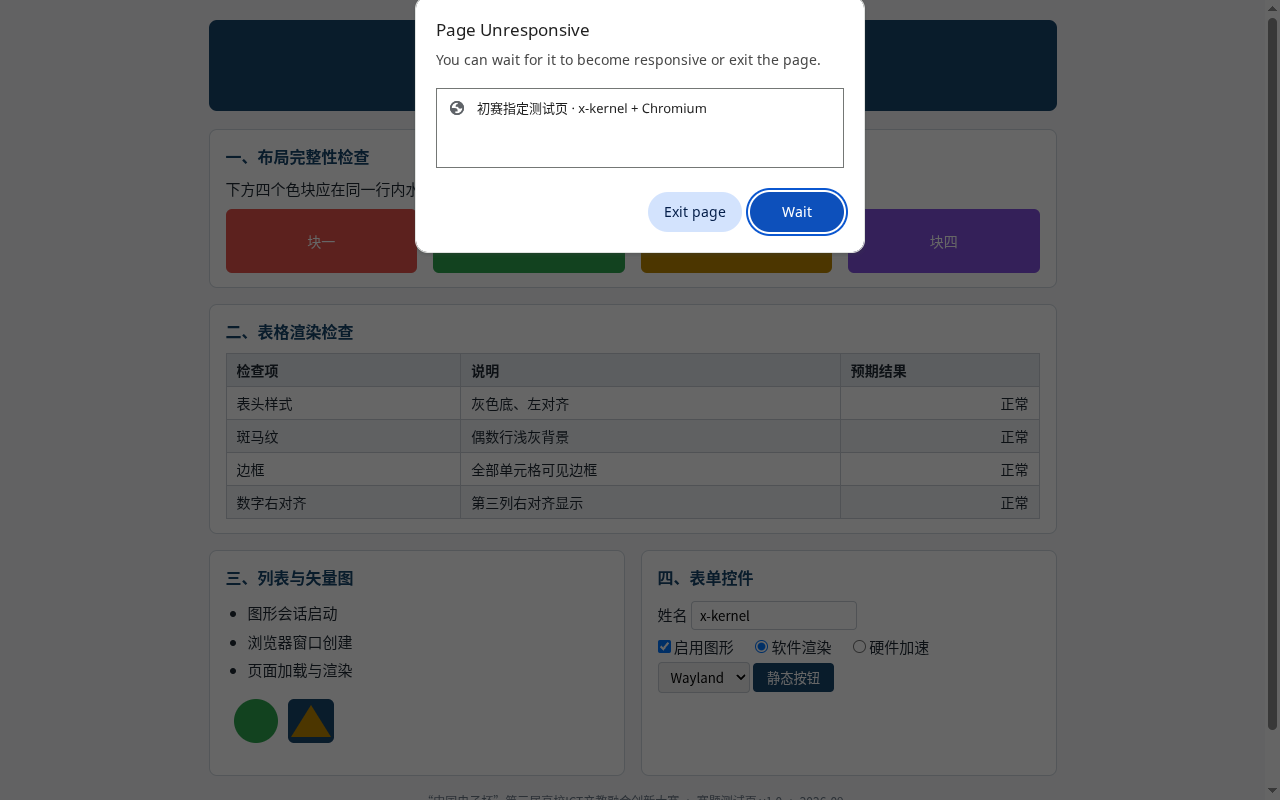 Page Unresponsive
You can wait for it to become responsive or exit the page.
初赛指定测试页 · x-kernel + Chromium
Exit page
Wait
一、布局完整性检查
下方四个色块应在同一行内水
块一
块四
二、表格渲染检查
检查项 说明 预期结果
表头样式 灰色底、左对齐 正常
斑马纹 偶数行浅灰背景 正常
边框 全部单元格可见边框 正常
数字右对齐 第三列右对齐显示 正常
三、列表与矢量图
图形会话启动
浏览器窗口创建
页面加载与渲染
四、表单控件
姓名 x-kernel
启用图形 软件渲染 硬件加速
Wayland 静态按钮